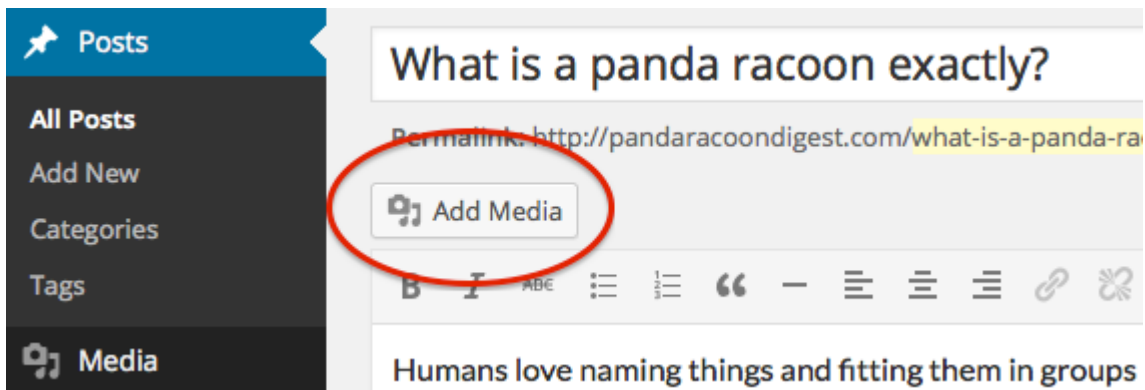 Posts
All Posts
Add New
Categories
Tags
Media
What is a panda racoon exactly?
Permalink: http://pandaracoondigest.com/what-is-a-panda-rac
Add Media
B I ABE
Humans love naming things and fitting them in groups